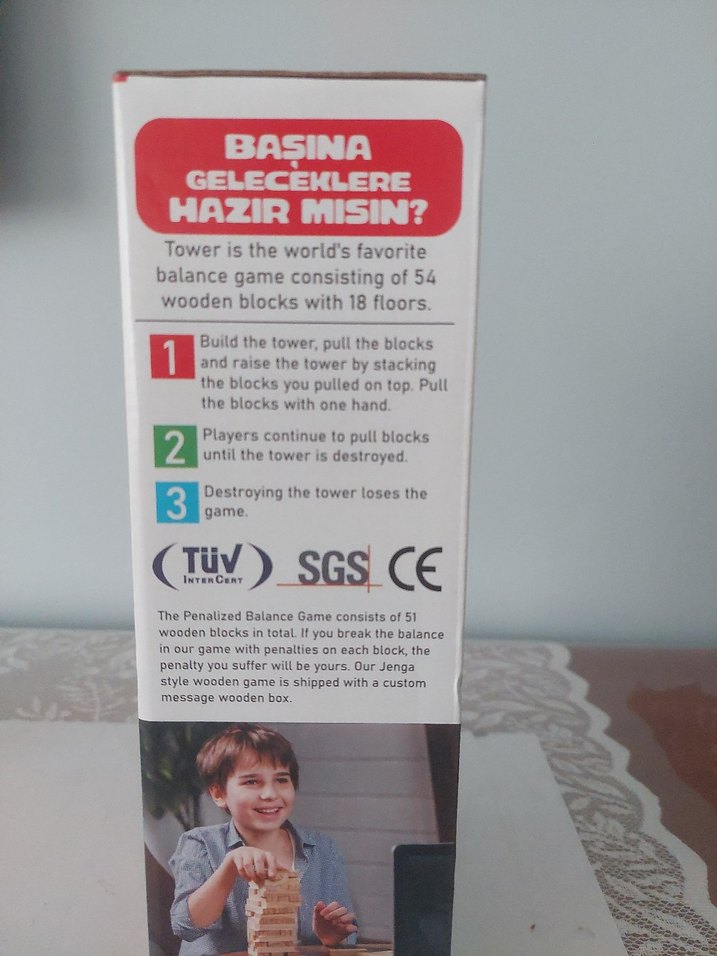 BAŞINA
GELECEKLERE
HAZIR MISIN?
Tower is the world's favorite
balance game consisting of 54
wooden blocks with 18 floors.
1 Build the tower, pull the blocks
and raise the tower by stacking
the blocks you pulled on top. Pull
the blocks with one hand.
2 Players continue to pull blocks
until the tower is destroyed.
3 Destroying the tower loses the
game.
TÜV
INTERCERT
SGS
CE
The Penalized Balance Game consists of 51
wooden blocks in total. If you break the balance
in our game with penalties on each block, the
penalty you suffer will be yours. Our Jenga
style wooden game is shipped with a custom
message wooden box.